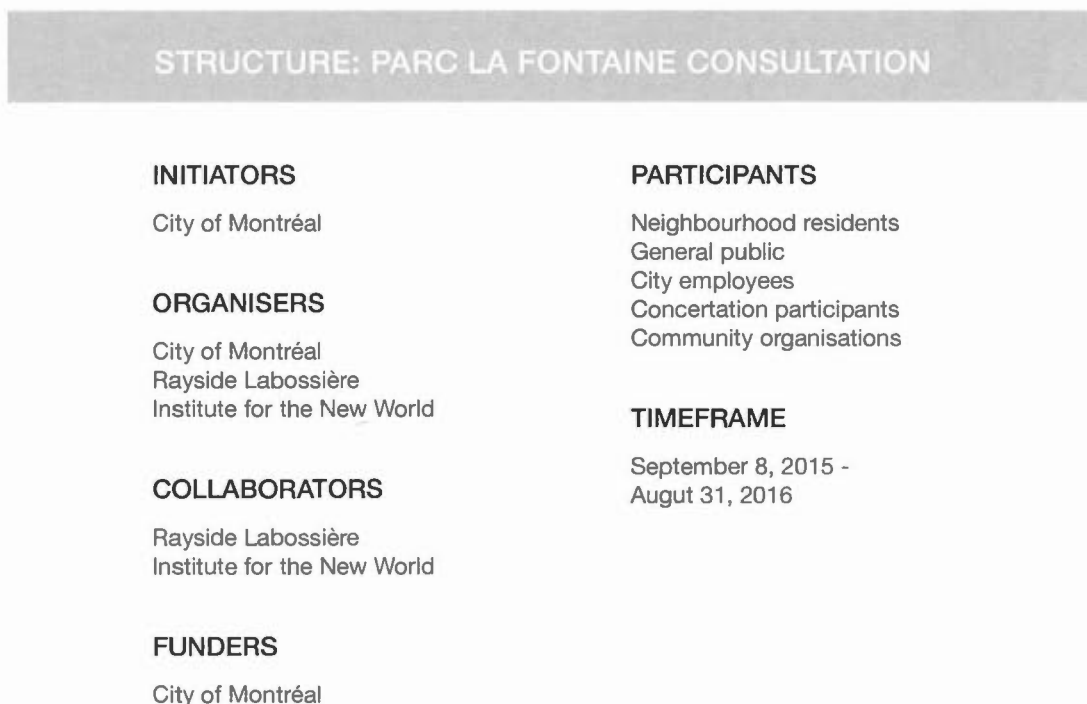 STRUCTURE: PARC LA FONTAINE CONSULTATION
INITIATORS
City of Montréal
ORGANISERS
City of Montréal
Rayside Labossière
Institute for the New World
COLLABORATORS
Rayside Labossière
Institute for the New World
FUNDERS
City of Montréal
PARTICIPANTS
Neighbourhood residents
General public
City employees
Concertation participants
Community organisations
TIMEFRAME
September 8, 2015 -
Augut 31, 2016